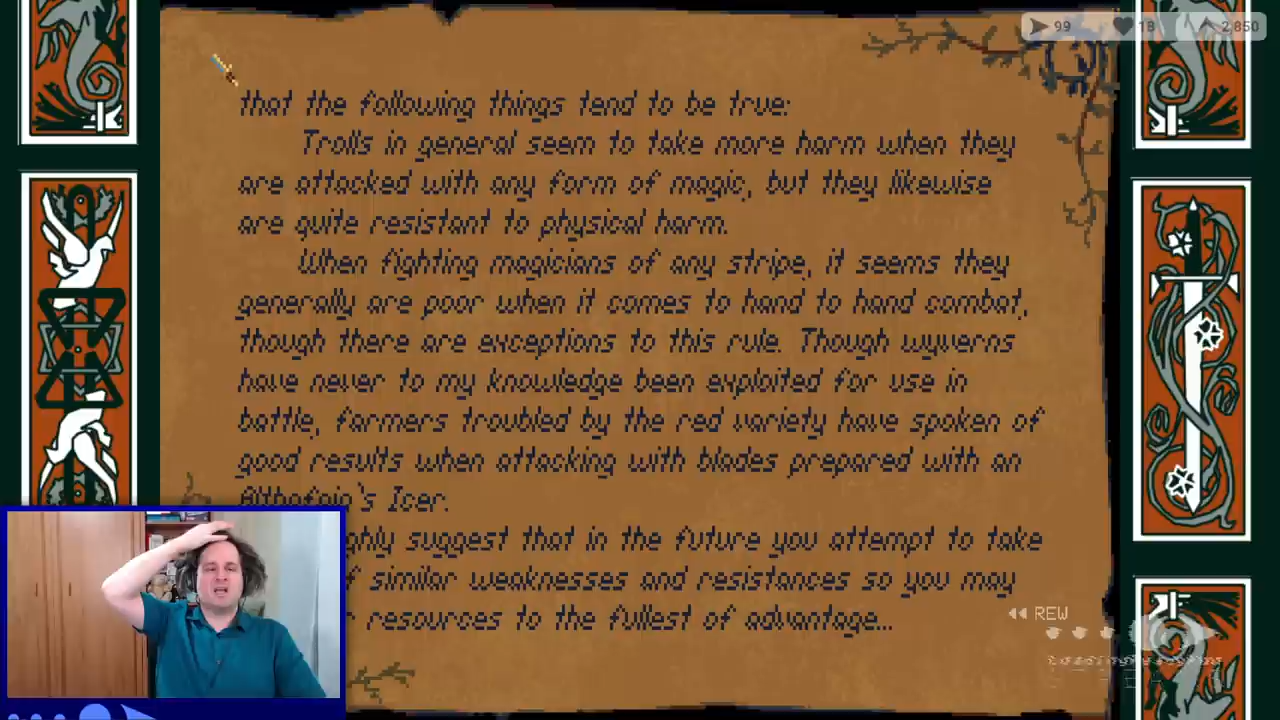 99 18 2,850
that the following things tend to be true:
Trolls in general seem to take more harm when they
are attacked with any form of magic, but they likewise
are quite resistant to physical harm.
When fighting magicians of any stripe, it seems they
generally are poor when it comes to hand to hand combat,
though there are exceptions to this rule. Though wyverns
have never to my knowledge been exploited for use in
battle, farmers troubled by the red variety have spoken of
good results when attacking with blades prepared with an
Althafain's Icer.
suggest that in the future you attempt to take
similar weaknesses and resistances so you may
resources to the fullest of advantage...
REW